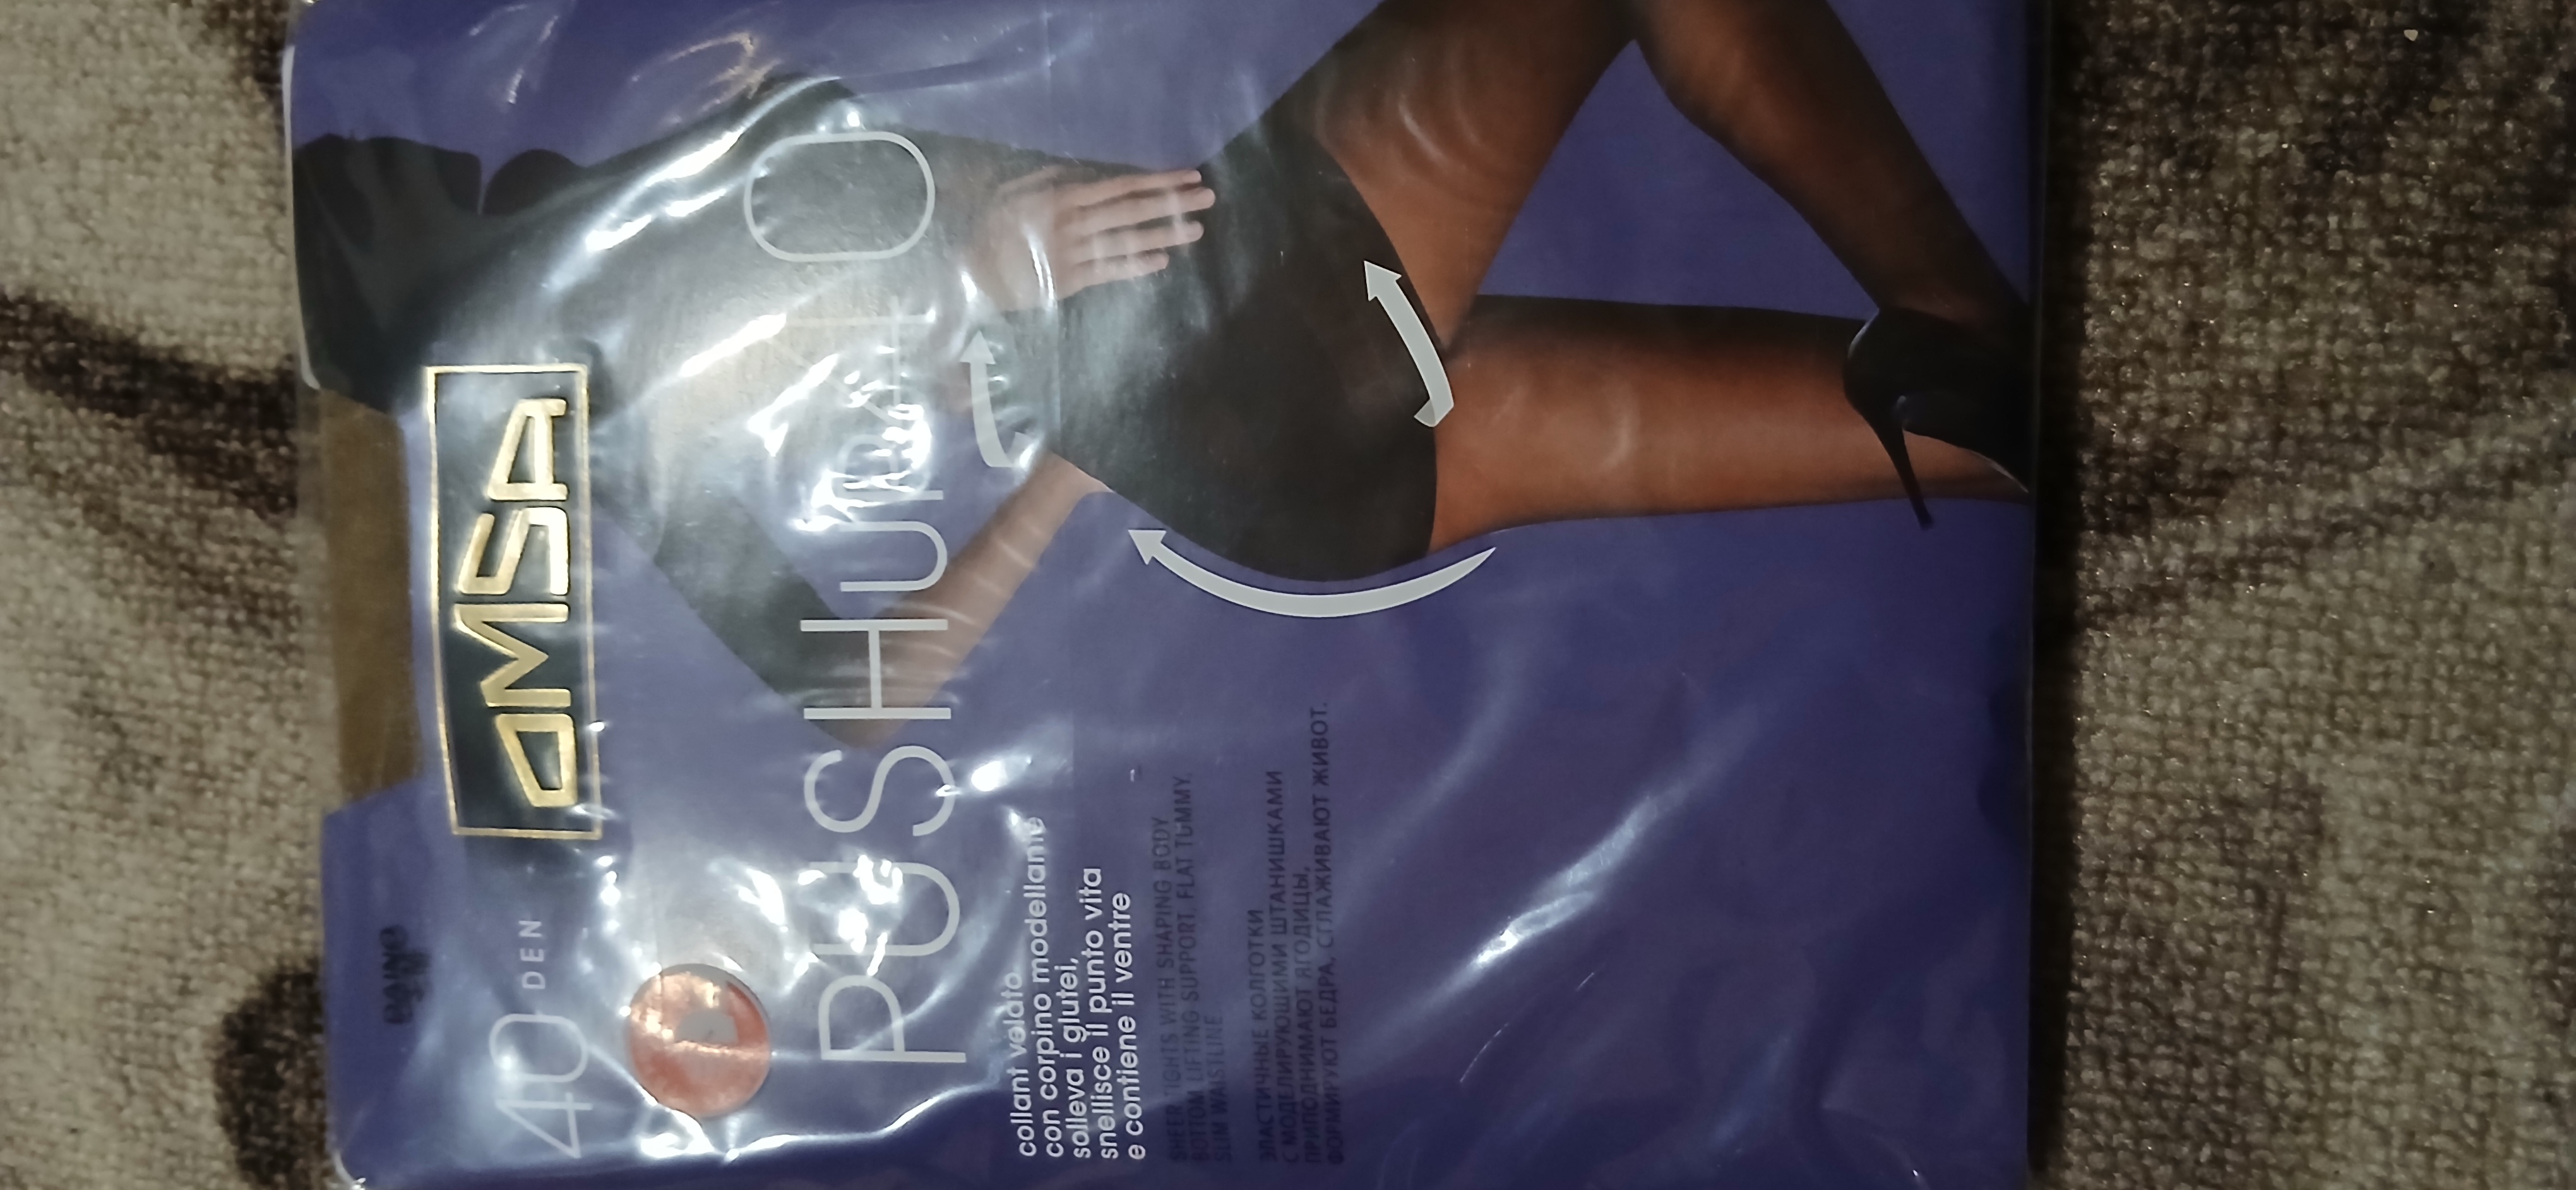 OMSA
40 DEN
PUSHUP 40
collant velato
con corpino modellante
solleva i glutei,
snellisce il punto vita
e contiene il ventre
SHEER TIGHTS WITH SHAPING BODY
BOTTOM LIFTING SUPPORT, FLAT TUMMY,
SLIM WAISTLINE.
ЭЛАСТИЧНЫЕ КОЛГОТКИ
С МОДЕЛИРУЮЩИМИ ШТАНИШКАМИ
ПРИПОДНИМАЮТ ЯГОДИЦЫ,
ФОРМИРУЮТ БЕДРА, СГЛАЖИВАЮТ ЖИВОТ.